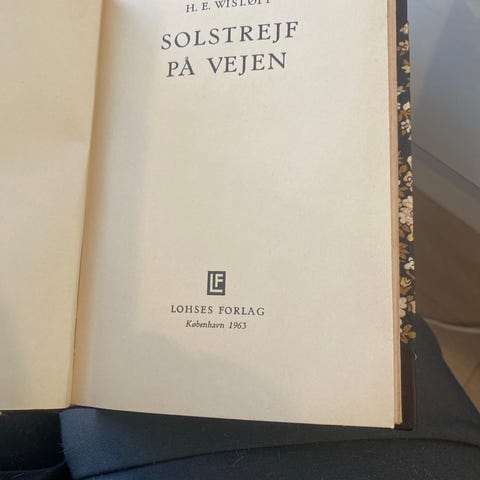 H. E. WISLØFF
SOLSTREJF
PÅ VEJEN
LF
LOHSES FORLAG
København 1963